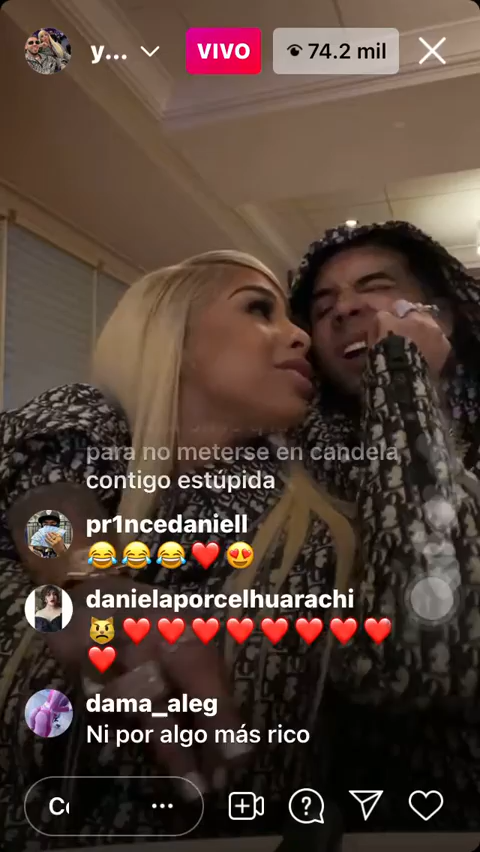 y...
VIVO
74.2 mil
para no meterse en candela
contigo estúpida
pr1ncedaniell
😂😂😂❤️😍
danielaporcelhuarachi
😾❤️❤️❤️❤️❤️❤️❤️❤️
❤️
dama_aleg
Ni por algo más rico
...